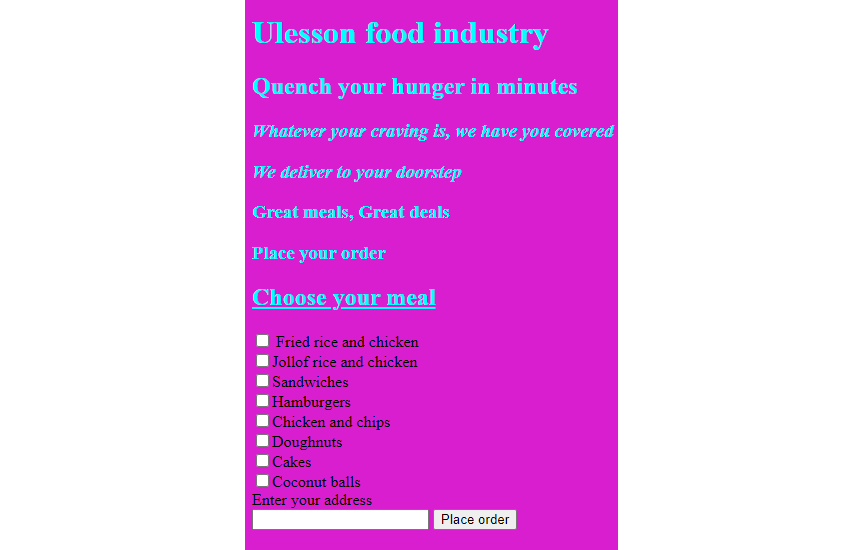 Ulesson food industry
Quench your hunger in minutes
Whatever your craving is, we have you covered
We deliver to your doorstep
Great meals, Great deals
Place your order
Choose your meal
Fried rice and chicken
Jollof rice and chicken
Sandwiches
Hamburgers
Chicken and chips
Doughnuts
Cakes
Coconut balls
Enter your address
Place order